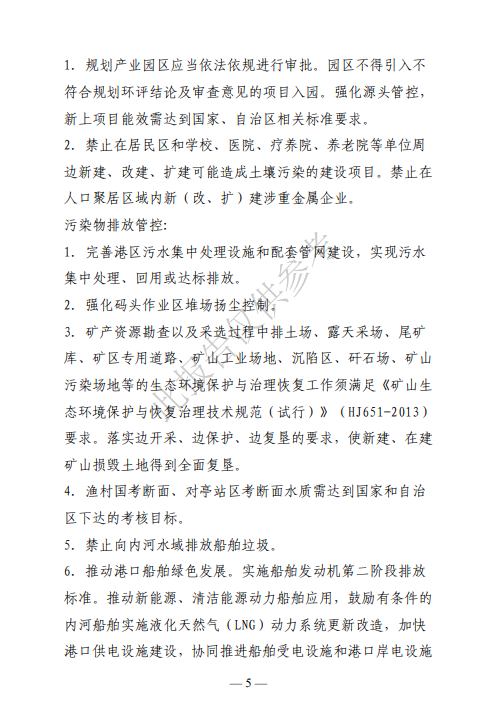 1. 规划产业园区应当依法依规进行审批。园区不得引入不
符合规划环评结论及审查意见的项目入园。强化源头管控，
新上项目能效需达到国家、自治区相关标准要求。
2. 禁止在居民区和学校、医院、疗养院、养老院等单位周
边新建、改建、扩建可能造成土壤污染的建设项目。禁止在
人口聚居区域内新（改、扩）建涉重金属企业。
污染物排放管控:
1. 完善港区污水集中处理设施和配套管网建设，实现污水
集中处理、回用或达标排放。
2. 强化码头作业区堆场扬尘控制。
3. 矿产资源勘查以及采选过程中排土场、露天采场、尾矿
库、矿区专用道路、矿山工业场地、沉陷区、矸石场、矿山
污染场地等的生态环境保护与治理恢复工作须满足《矿山生
态环境保护与恢复治理技术规范（试行）》（HJ651-2013）
要求。落实边开采、边保护、边复垦的要求，使新建、在建
矿山损毁土地得到全面复垦。
4. 渔村国考断面、对亭站区考断面水质需达到国家和自治
区下达的考核目标。
5. 禁止向内河水域排放船舶垃圾。
6. 推动港口船舶绿色发展。实施船舶发动机第二阶段排放
标准。推动新能源、清洁能源动力船舶应用，鼓励有条件的
内河船舶实施液化天然气（LNG）动力系统更新改造，加快
港口供电设施建设，协同推进船舶受电设施和港口岸电设施
— 5 —
此报告仅供参考